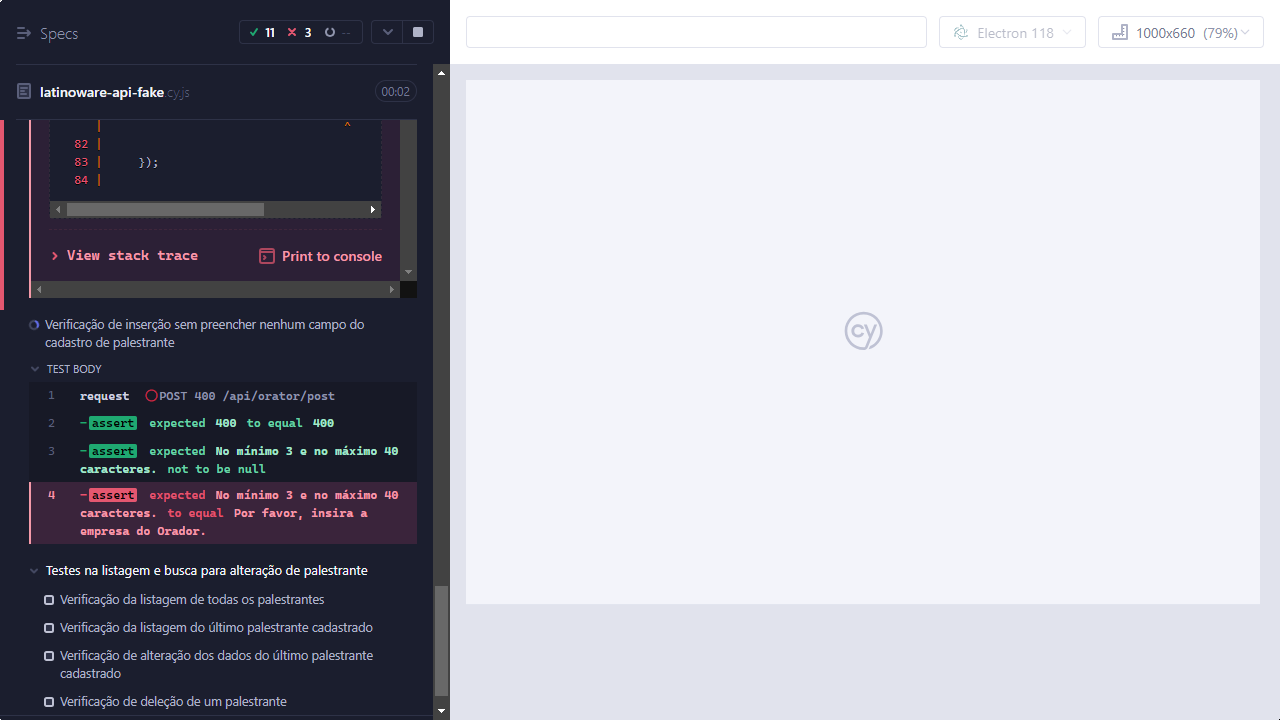 Specs
11 3 --
Electron 118
1000x660 (79%)
latinoware-api-fake.cy.js
00:02
| ^
82 |
83 | });
84 |
> View stack trace
Print to console
Verificação de inserção sem preencher nenhum campo do
cadastro de palestrante
TEST BODY
1 request POST 400 /api/orator/post
2 -assert expected 400 to equal 400
3 -assert expected No mínimo 3 e no máximo 40
caracteres. not to be null
4 -assert expected No mínimo 3 e no máximo 40
caracteres. to equal Por favor, insira a
empresa do Orador.
Testes na listagem e busca para alteração de palestrante
Verificação da listagem de todas os palestrantes
Verificação da listagem do último palestrante cadastrado
Verificação de alteração dos dados do último palestrante
cadastrado
Verificação de deleção de um palestrante
cy